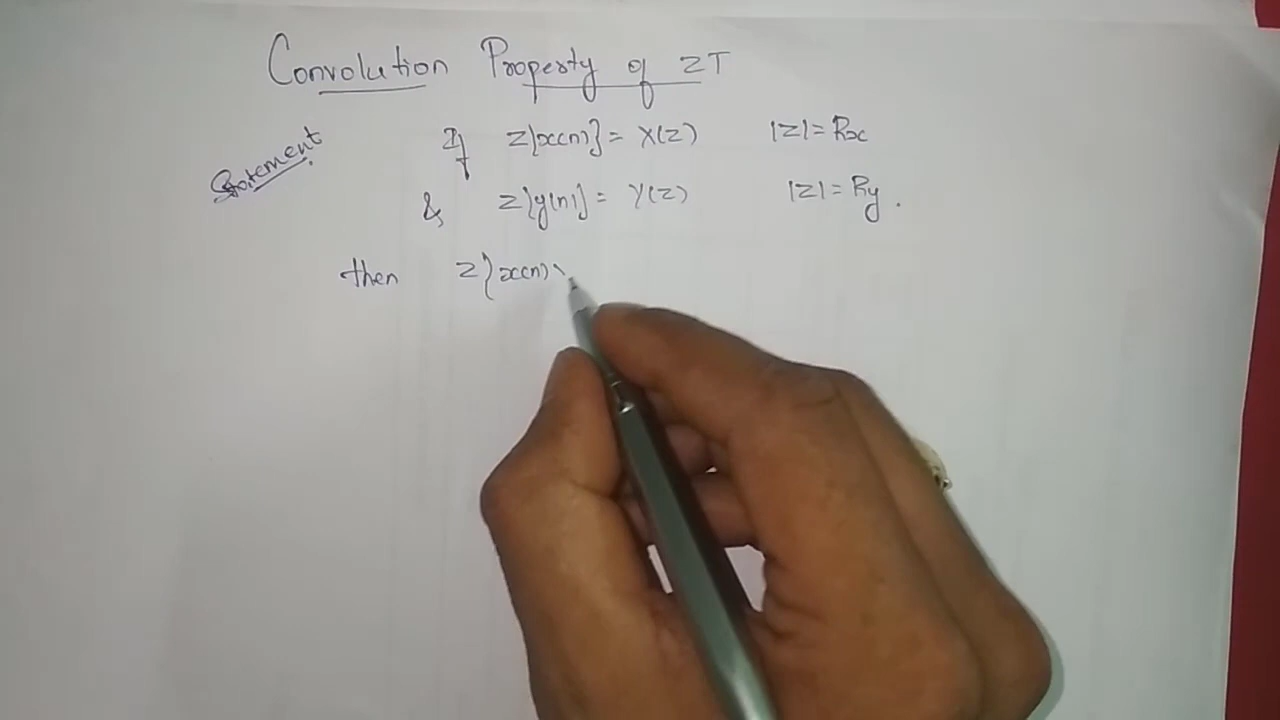 Convolution Property of ZT
Statement
If Z{x(n)} = X(z) |z| = Rx
& Z{y(n)} = Y(z) |z| = Ry.
then Z{x(n)